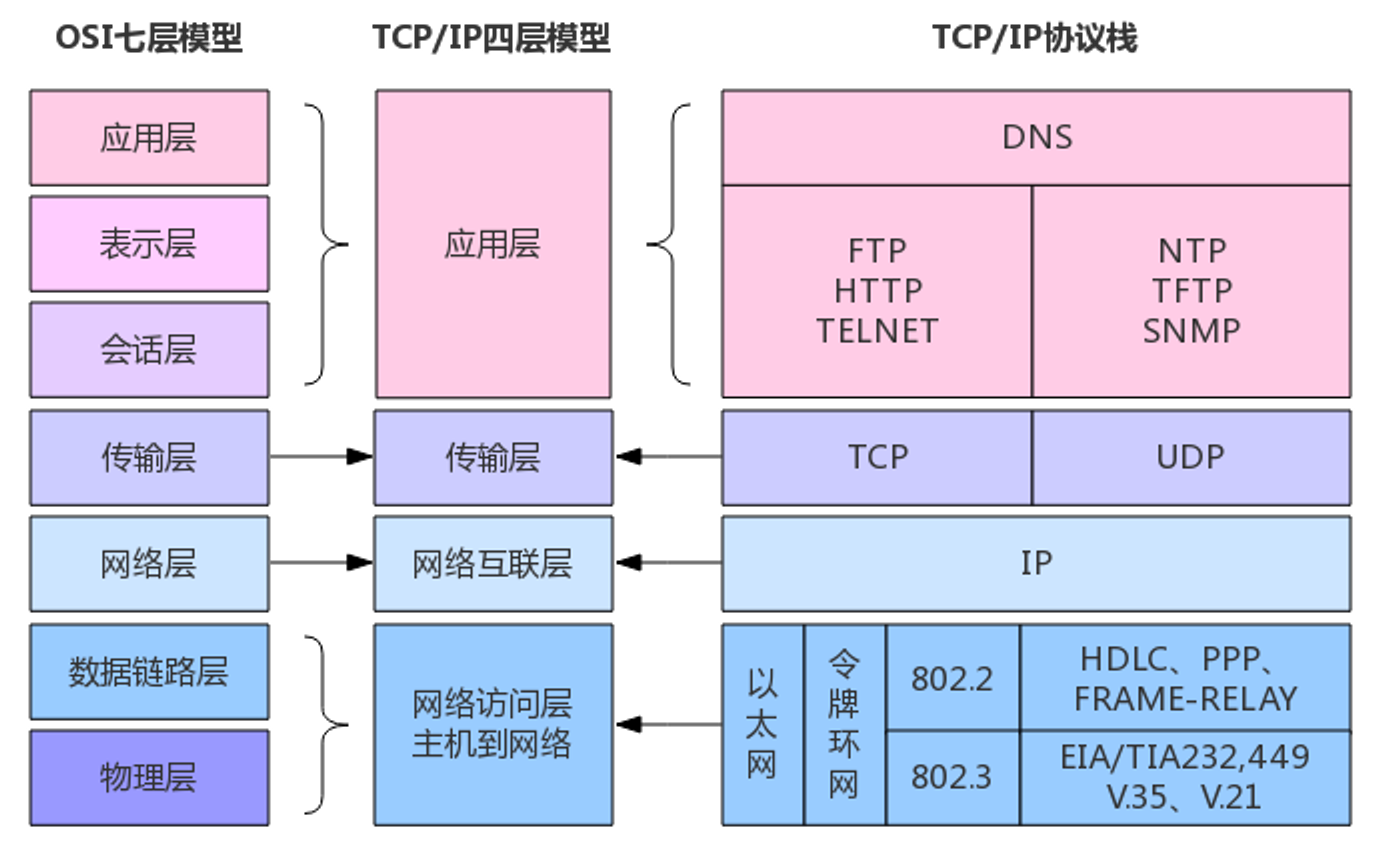 OSI七层模型
TCP/IP四层模型
TCP/IP协议栈
应用层
表示层
会话层
传输层
网络层
数据链路层
物理层
应用层
传输层
网络互联层
网络访问层
主机到网络
DNS
FTP
HTTP
TELNET
NTP
TFTP
SNMP
TCP
UDP
IP
以
太
网
令
牌
环
网
802.2
802.3
HDLC、PPP、
FRAME-RELAY
EIA/TIA232,449
V.35、V.21